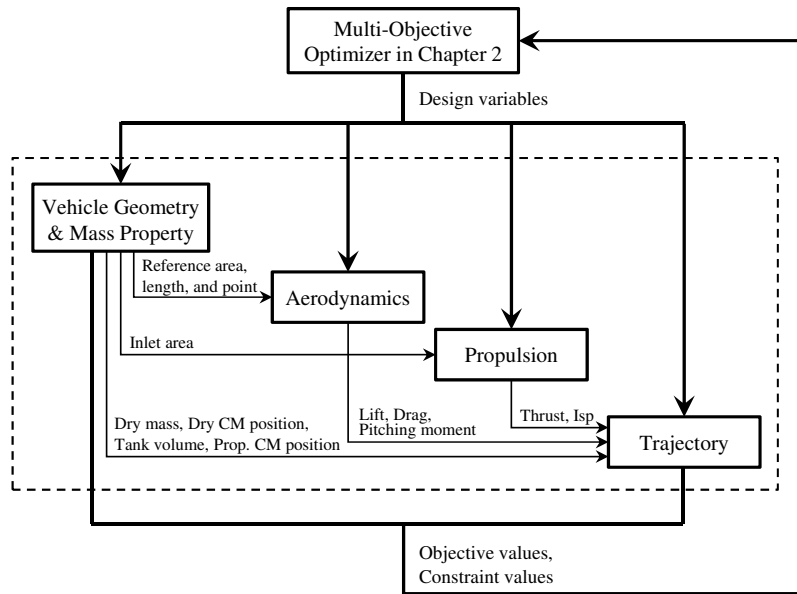 Multi-Objective
Optimizer in Chapter 2
Design variables
Vehicle Geometry
& Mass Property
Reference area,
length, and point
Aerodynamics
Inlet area
Propulsion
Dry mass, Dry CM position,
Tank volume, Prop. CM position
Lift, Drag,
Pitching moment
Thrust, Isp
Trajectory
Objective values,
Constraint values